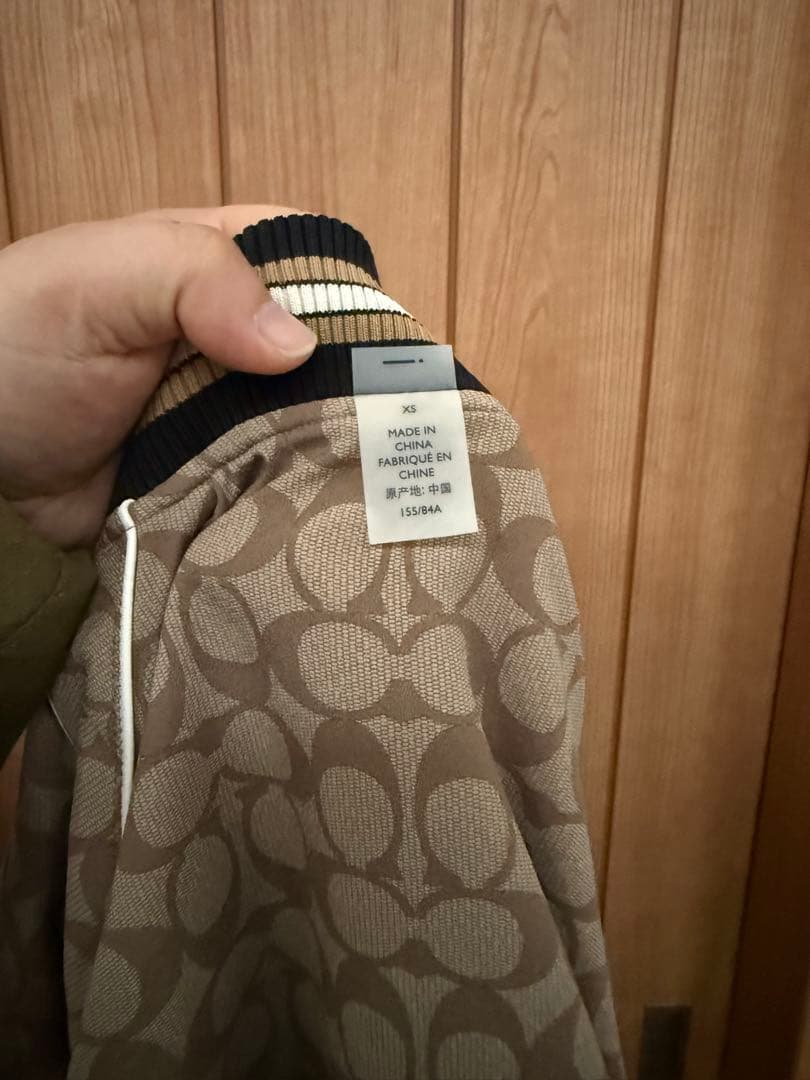 XS
MADE IN
CHINA
FABRIQUÉ EN
CHINE
原产地: 中国
155/84A